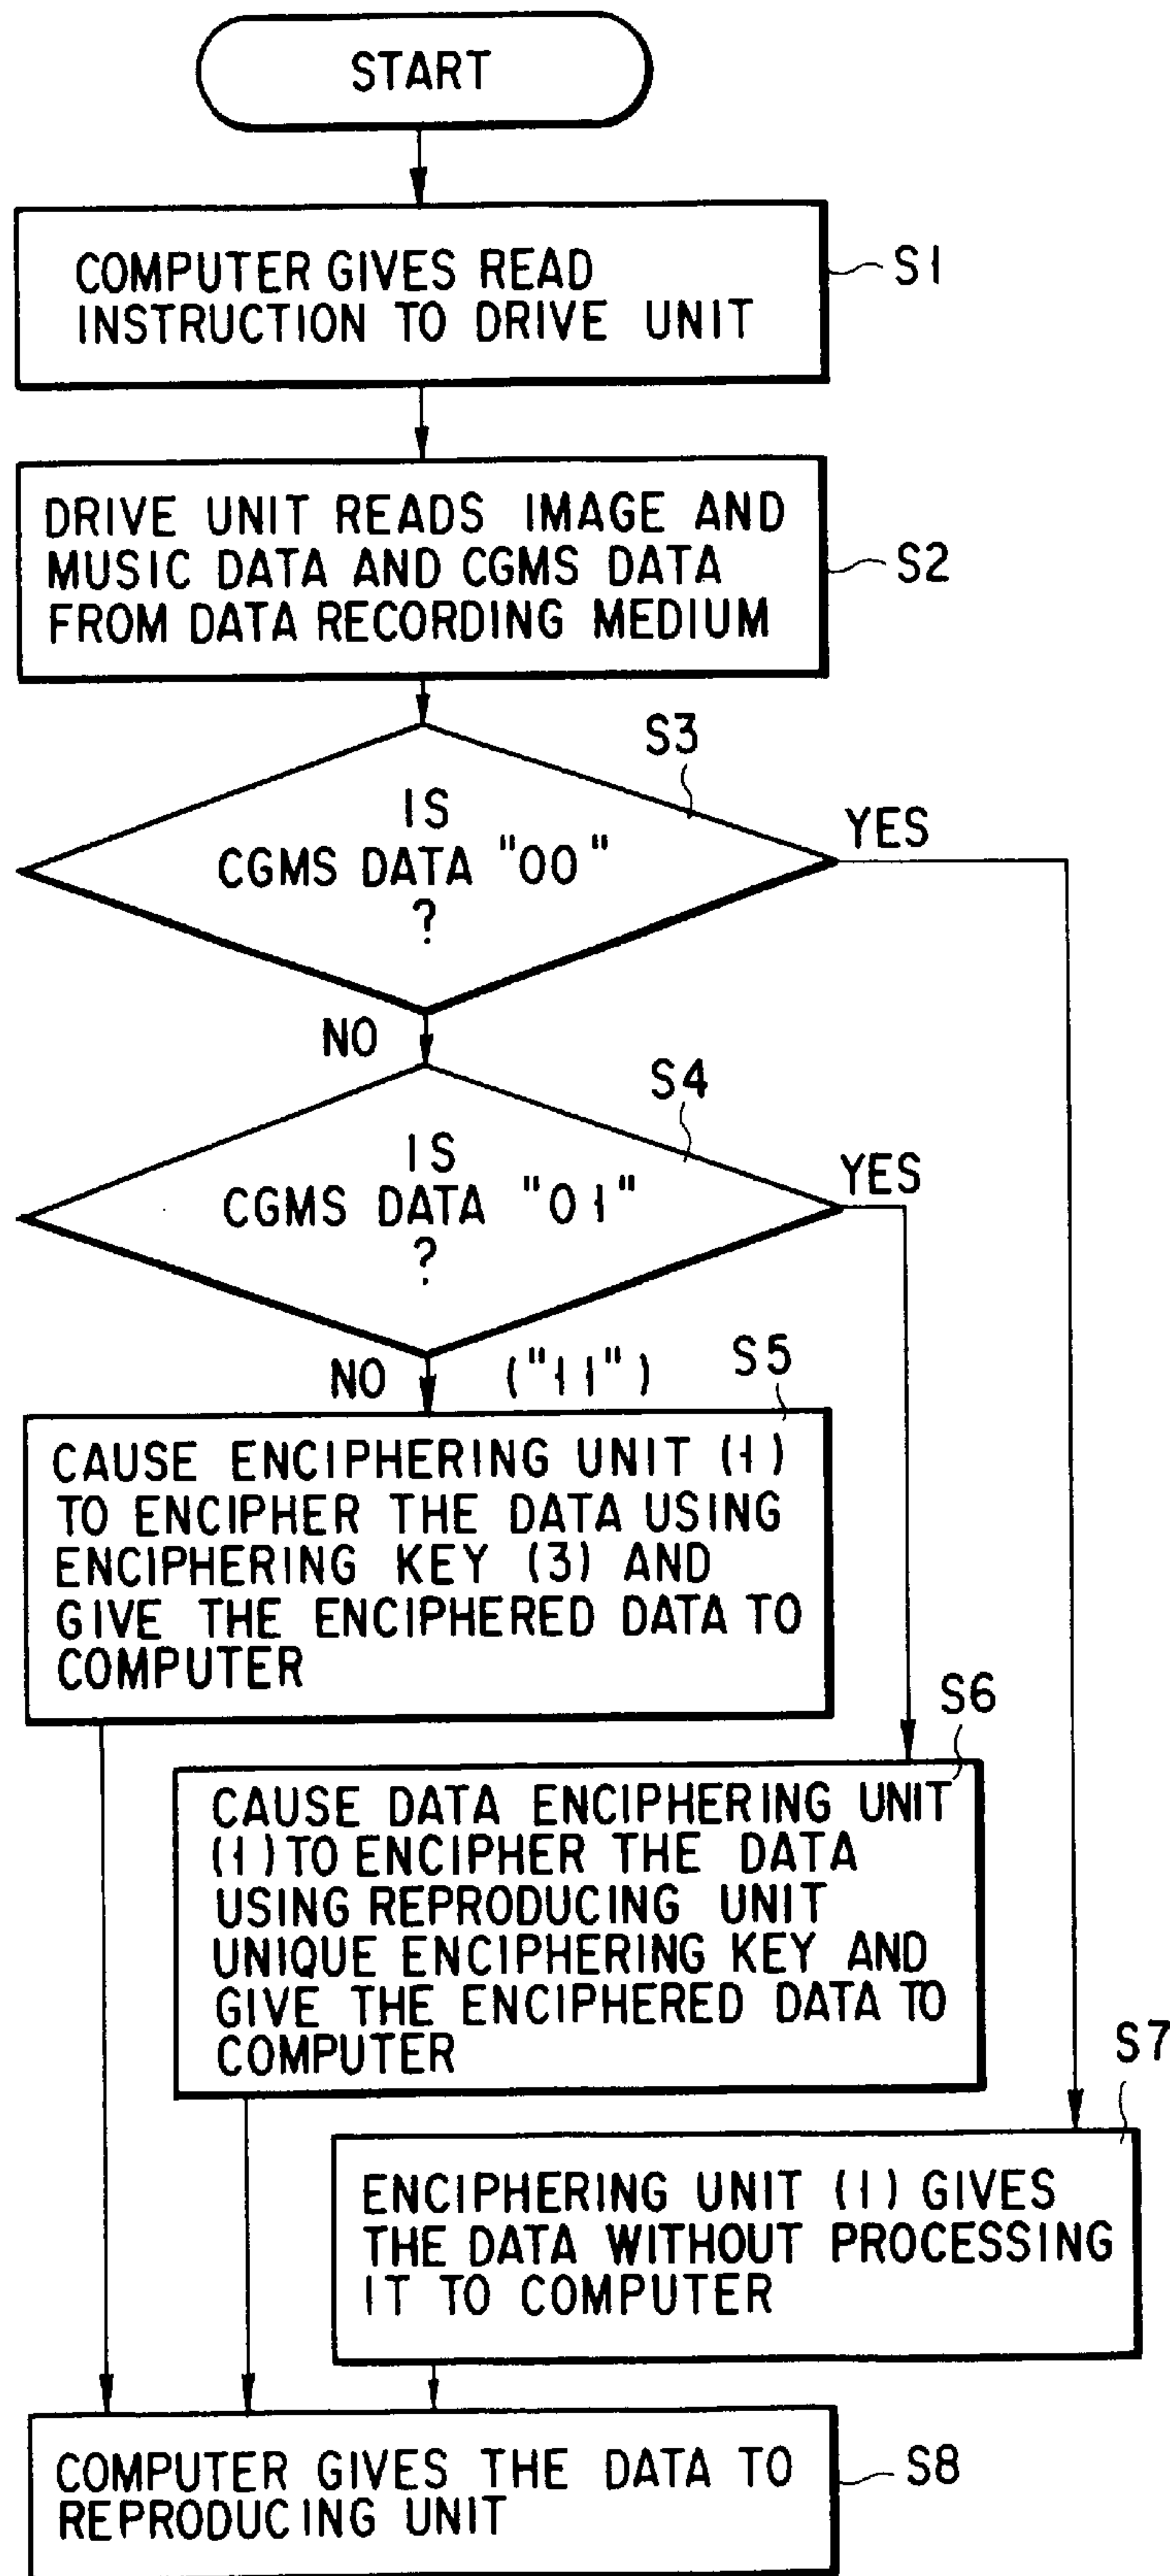 START
COMPUTER GIVES READ
INSTRUCTION TO DRIVE UNIT
S1
DRIVE UNIT READS IMAGE AND
MUSIC DATA AND CGMS DATA
FROM DATA RECORDING MEDIUM
S2
S3
IS
CGMS DATA "00"
?
YES
NO
S4
IS
CGMS DATA "01"
?
YES
NO ("11")
S5
CAUSE ENCIPHERING UNIT (1)
TO ENCIPHER THE DATA USING
ENCIPHERING KEY (3) AND
GIVE THE ENCIPHERED DATA TO
COMPUTER
S6
CAUSE DATA ENCIPHERING UNIT
(1) TO ENCIPHER THE DATA
USING REPRODUCING UNIT
UNIQUE ENCIPHERING KEY AND
GIVE THE ENCIPHERED DATA TO
COMPUTER
S7
ENCIPHERING UNIT (1) GIVES
THE DATA WITHOUT PROCESSING
IT TO COMPUTER
COMPUTER GIVES THE DATA TO
REPRODUCING UNIT
S8